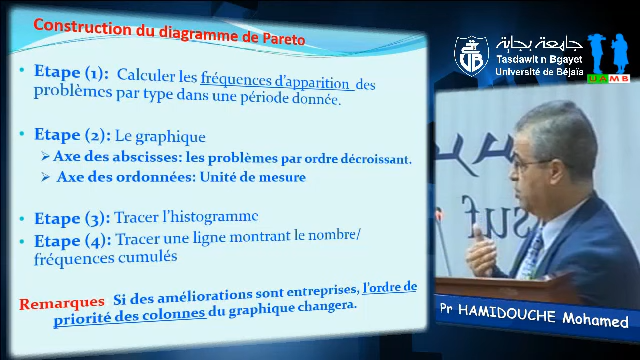 Construction du diagramme de Pareto
• Etape (1): Calculer les fréquences d'apparition des
problèmes par type dans une période donnée.
• Etape (2): Le graphique
➢ Axe des abscisses: les problèmes par ordre décroissant.
➢ Axe des ordonnées: Unité de mesure
• Etape (3): Tracer l'histogramme
• Etape (4): Tracer une ligne montrant le nombre/
fréquences cumulés
Remarques Si des améliorations sont entreprises, l'ordre de
priorité des colonnes du graphique changera.
جامعة بجاية
Tasdawit n Bgayet
Université de Béjaïa
UAMB
Pr HAMIDOUCHE Mohamed